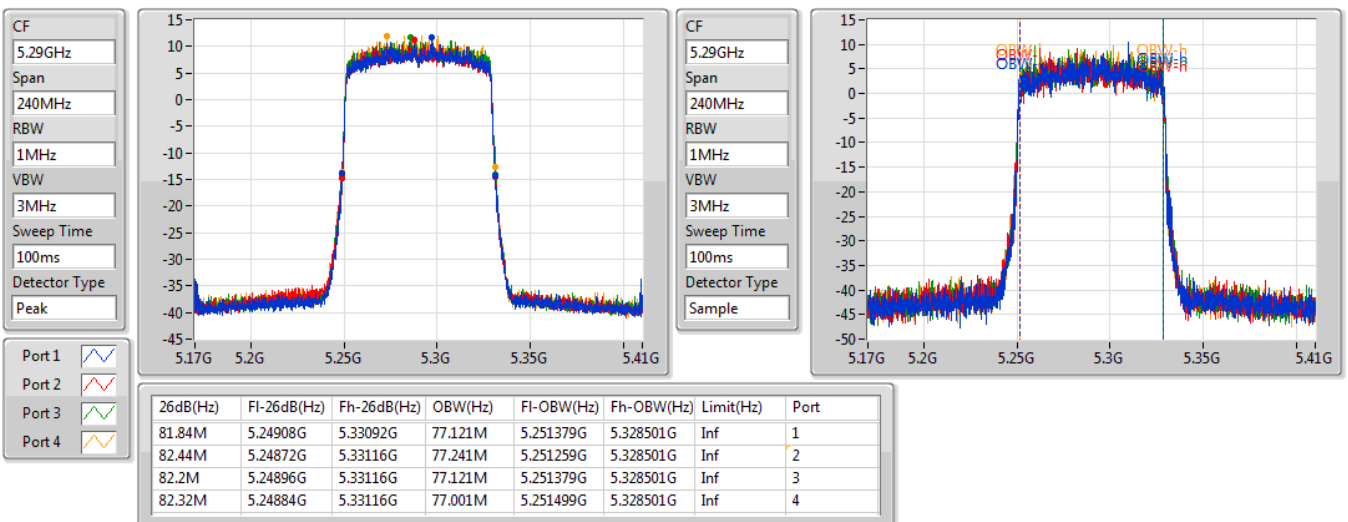 CF
5.29GHz
Span
240MHz
RBW
1MHz
VBW
3MHz
Sweep Time
100ms
Detector Type
Peak
15
10
5
0
-5
-10
-15
-20
-25
-30
-35
-40
-45
5.17G 5.2G 5.25G 5.3G 5.35G 5.41G
CF
5.29GHz
Span
240MHz
RBW
1MHz
VBW
3MHz
Sweep Time
100ms
Detector Type
Sample
15
10
5
0
-5
-10
-15
-20
-25
-30
-35
-40
-45
-50
OBW-h
OBW-h
5.17G 5.2G 5.25G 5.3G 5.35G 5.41G
Port 1
Port 2
Port 3
Port 4
26dB(Hz) Fl-26dB(Hz) Fh-26dB(Hz) OBW(Hz) Fl-OBW(Hz) Fh-OBW(Hz) Limit(Hz) Port
81.84M 5.24908G 5.33092G 77.121M 5.251379G 5.328501G Inf 1
82.44M 5.24872G 5.33116G 77.241M 5.251259G 5.328501G Inf 2
82.2M 5.24896G 5.33116G 77.121M 5.251379G 5.328501G Inf 3
82.32M 5.24884G 5.33116G 77.001M 5.251499G 5.328501G Inf 4